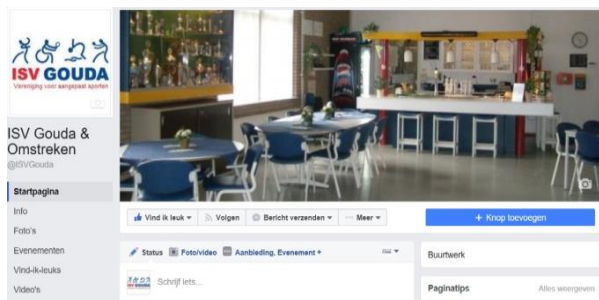 ISV GOUDA
Vereniging voor aangepast sporten
ISV Gouda &
Omstreken
@ISVGouda
Startpagina
Info
Foto's
Evenementen
Vind-ik-leuks
Video's
Vind ik leuk
Volgen
Bericht verzenden
Meer
+ Knop toevoegen
Status
Foto/video
Aanbieding, Evenement +
ISV GOUDA
Schrijf iets...
Buurtwerk
Paginatips
Alles weergeven